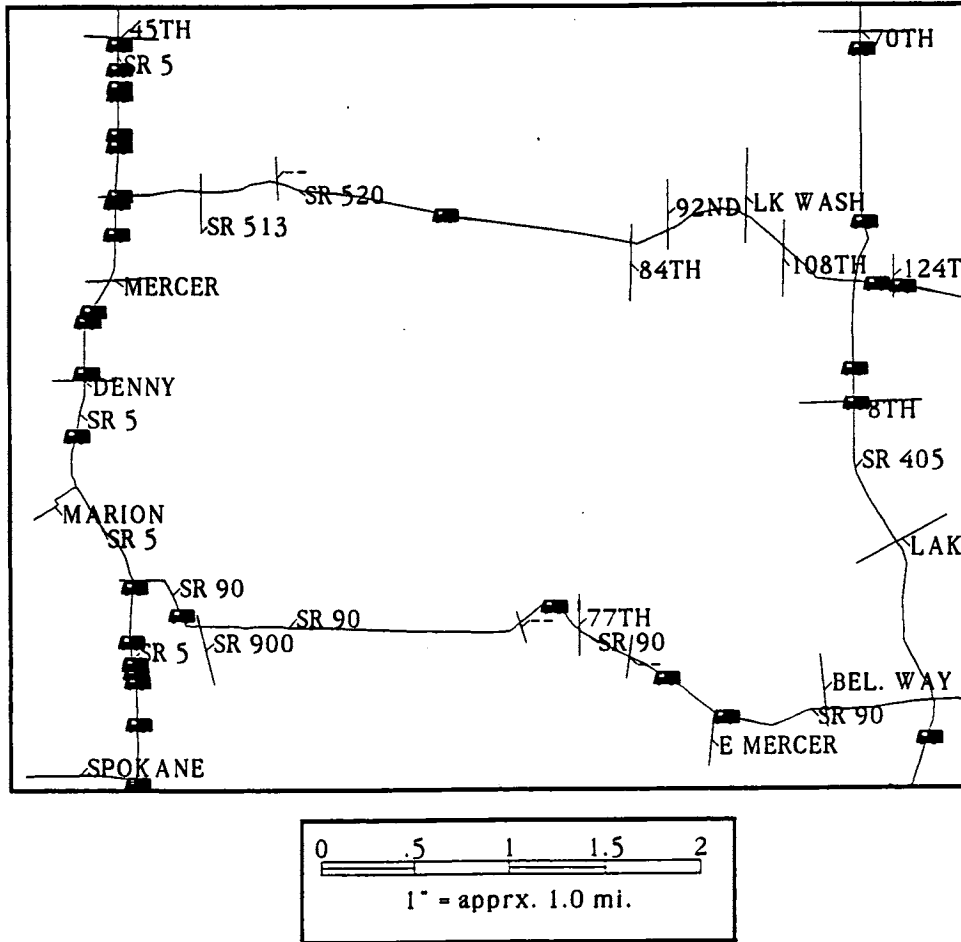 45TH
70TH
SR 5
--
SR 520
SR 513
92ND
LK WASH
84TH
108TH
124T
MERCER
DENNY
8TH
SR 5
SR 405
MARION
SR 5
LAK
SR 90
SR 90
--
77TH
SR 5
SR 900
SR 90
--
BEL. WAY
SR 90
E MERCER
SPOKANE
0 .5 1 1.5 2
1" = apprx. 1.0 mi.